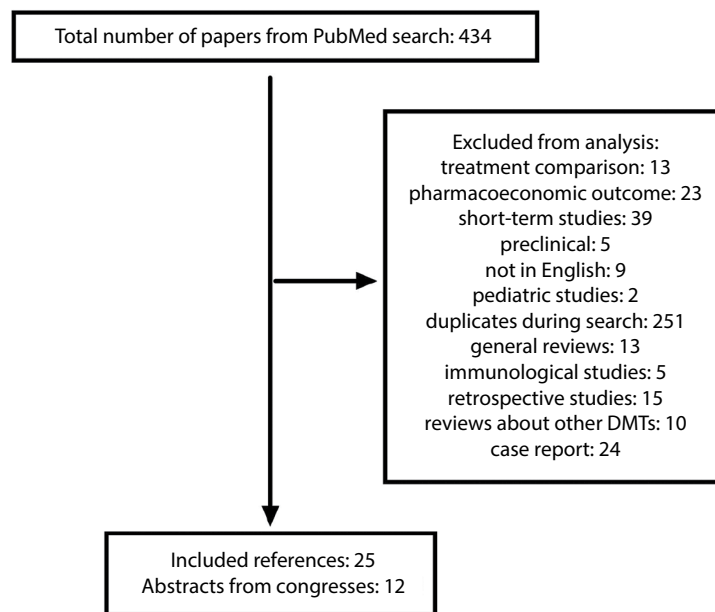 Total number of papers from PubMed search: 434
Excluded from analysis:
treatment comparison: 13
pharmacoeconomic outcome: 23
short-term studies: 39
preclinical: 5
not in English: 9
pediatric studies: 2
duplicates during search: 251
general reviews: 13
immunological studies: 5
retrospective studies: 15
reviews about other DMTs: 10
case report: 24
Included references: 25
Abstracts from congresses: 12